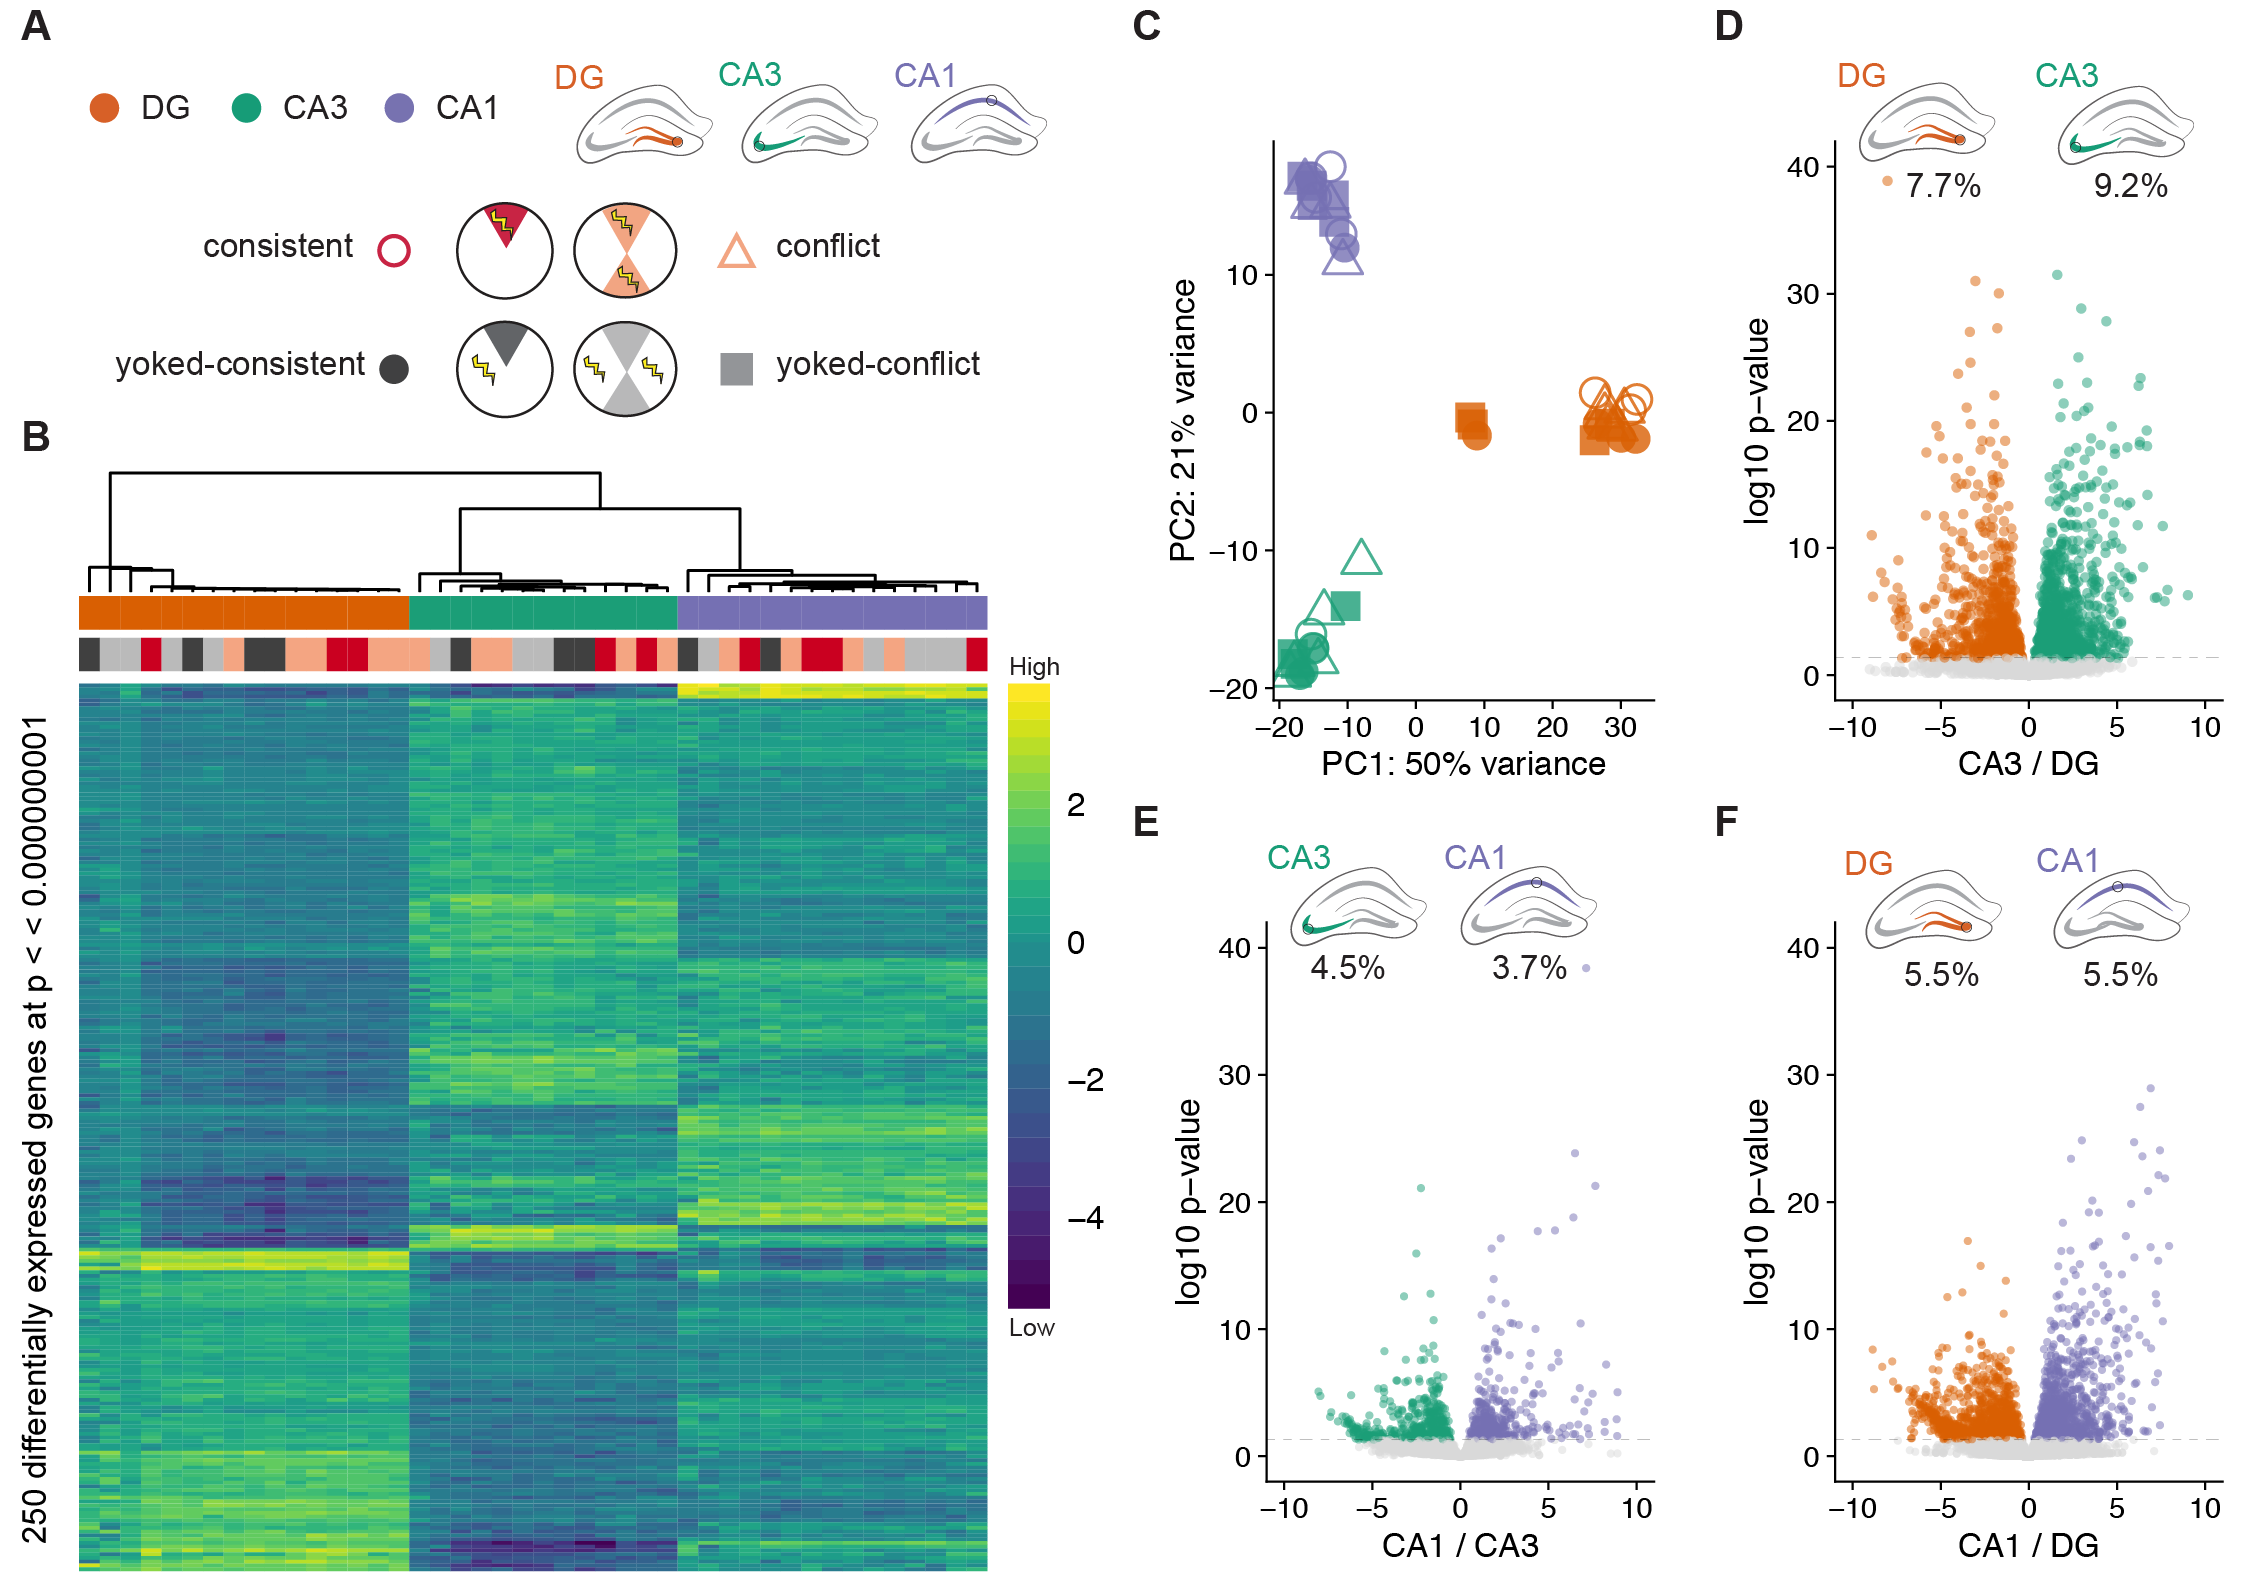 A
DG CA3 CA1
DG CA3 CA1
consistent conflict
yoked-consistent yoked-conflict
B
250 differentially expressed genes at p < < 0.000000001
High
2
0
−2
−4
Low
C
PC2: 21% variance
10
0
−10
−20
−20 −10 0 10 20 30
PC1: 50% variance
D
DG CA3
7.7% 9.2%
log10 p−value
40
30
20
10
0
−10 −5 0 5 10
CA3 / DG
E
CA3 CA1
4.5% 3.7%
log10 p−value
40
30
20
10
0
−10 −5 0 5 10
CA1 / CA3
F
DG CA1
5.5% 5.5%
log10 p−value
40
30
20
10
0
−10 −5 0 5 10
CA1 / DG